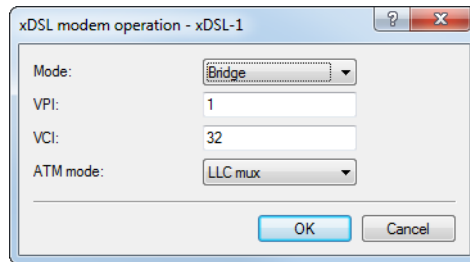 xDSL modem operation - xDSL-1
Mode: Bridge
VPI: 1
VCI: 32
ATM mode: LLC mux
OK Cancel